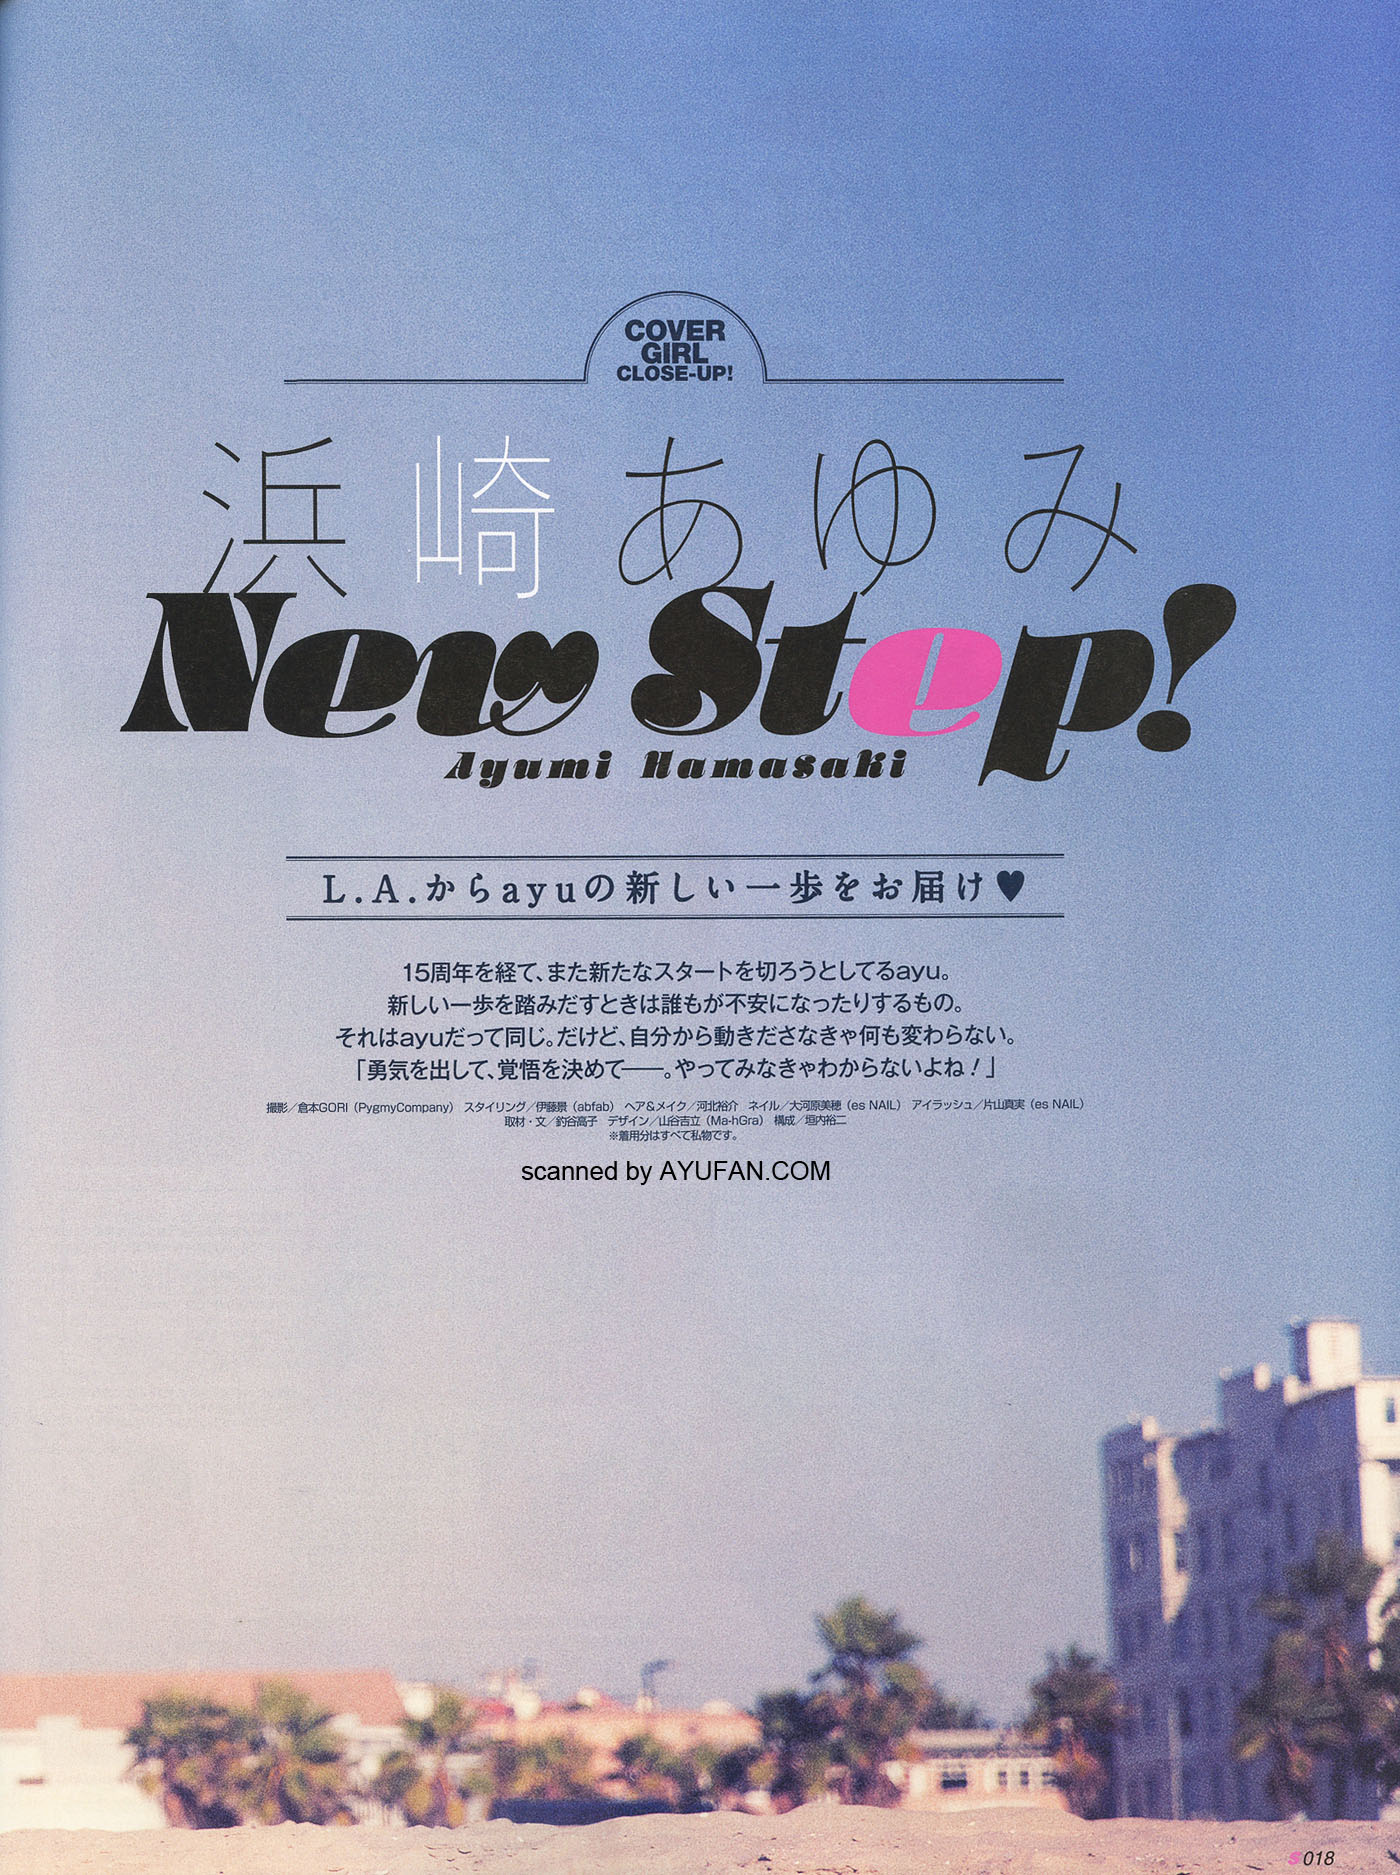 COVER
GIRL
CLOSE-UP!
浜崎あゆみ
New Step!
Ayumi Hamasaki
L.A.からayuの新しい一歩をお届け♥
15周年を経て、また新たなスタートを切ろうとしてるayu。
新しい一歩を踏みだすときは誰もが不安になったりするもの。
それはayuだって同じ。だけど、自分から動きださなきゃ何も変わらない。
「勇気を出して、覚悟を決めて——。やってみなきゃわからないよね！」
撮影／倉本GORI（PygmyCompany） スタイリング／伊藤景（abfab） ヘア＆メイク／河北裕介 ネイル／大河原美穂（es NAIL） アイラッシュ／片山真実（es NAIL）
取材・文／釣谷高子 デザイン／山谷吉立（Ma-hGra） 構成／垣内裕二
※着用分はすべて私物です。
scanned by AYUFAN.COM
S018